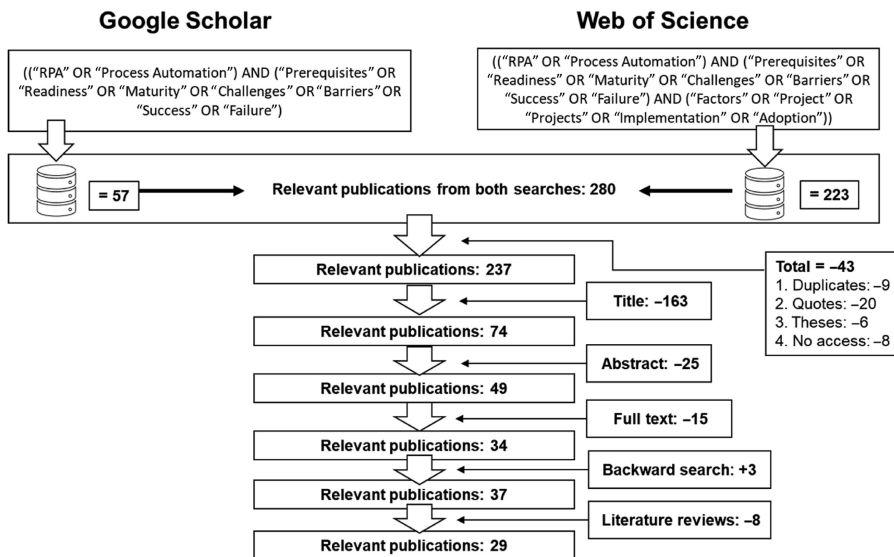 Google Scholar
Web of Science
((“RPA” OR “Process Automation”) AND (“Prerequisites” OR
“Readiness” OR “Maturity” OR “Challenges” OR “Barriers” OR
“Success” OR “Failure”)
((“RPA” OR “Process Automation”) AND (“Prerequisites” OR
“Readiness” OR “Maturity” OR “Challenges” OR “Barriers” OR
“Success” OR “Failure”) AND (“Factors” OR “Project” OR
“Projects” OR “Implementation” OR “Adoption”))
= 57
Relevant publications from both searches: 280
= 223
Relevant publications: 237
Total = –43
1. Duplicates: –9
2. Quotes: –20
3. Theses: –6
4. No access: –8
Title: –163
Relevant publications: 74
Abstract: –25
Relevant publications: 49
Full text: –15
Relevant publications: 34
Backward search: +3
Relevant publications: 37
Literature reviews: –8
Relevant publications: 29